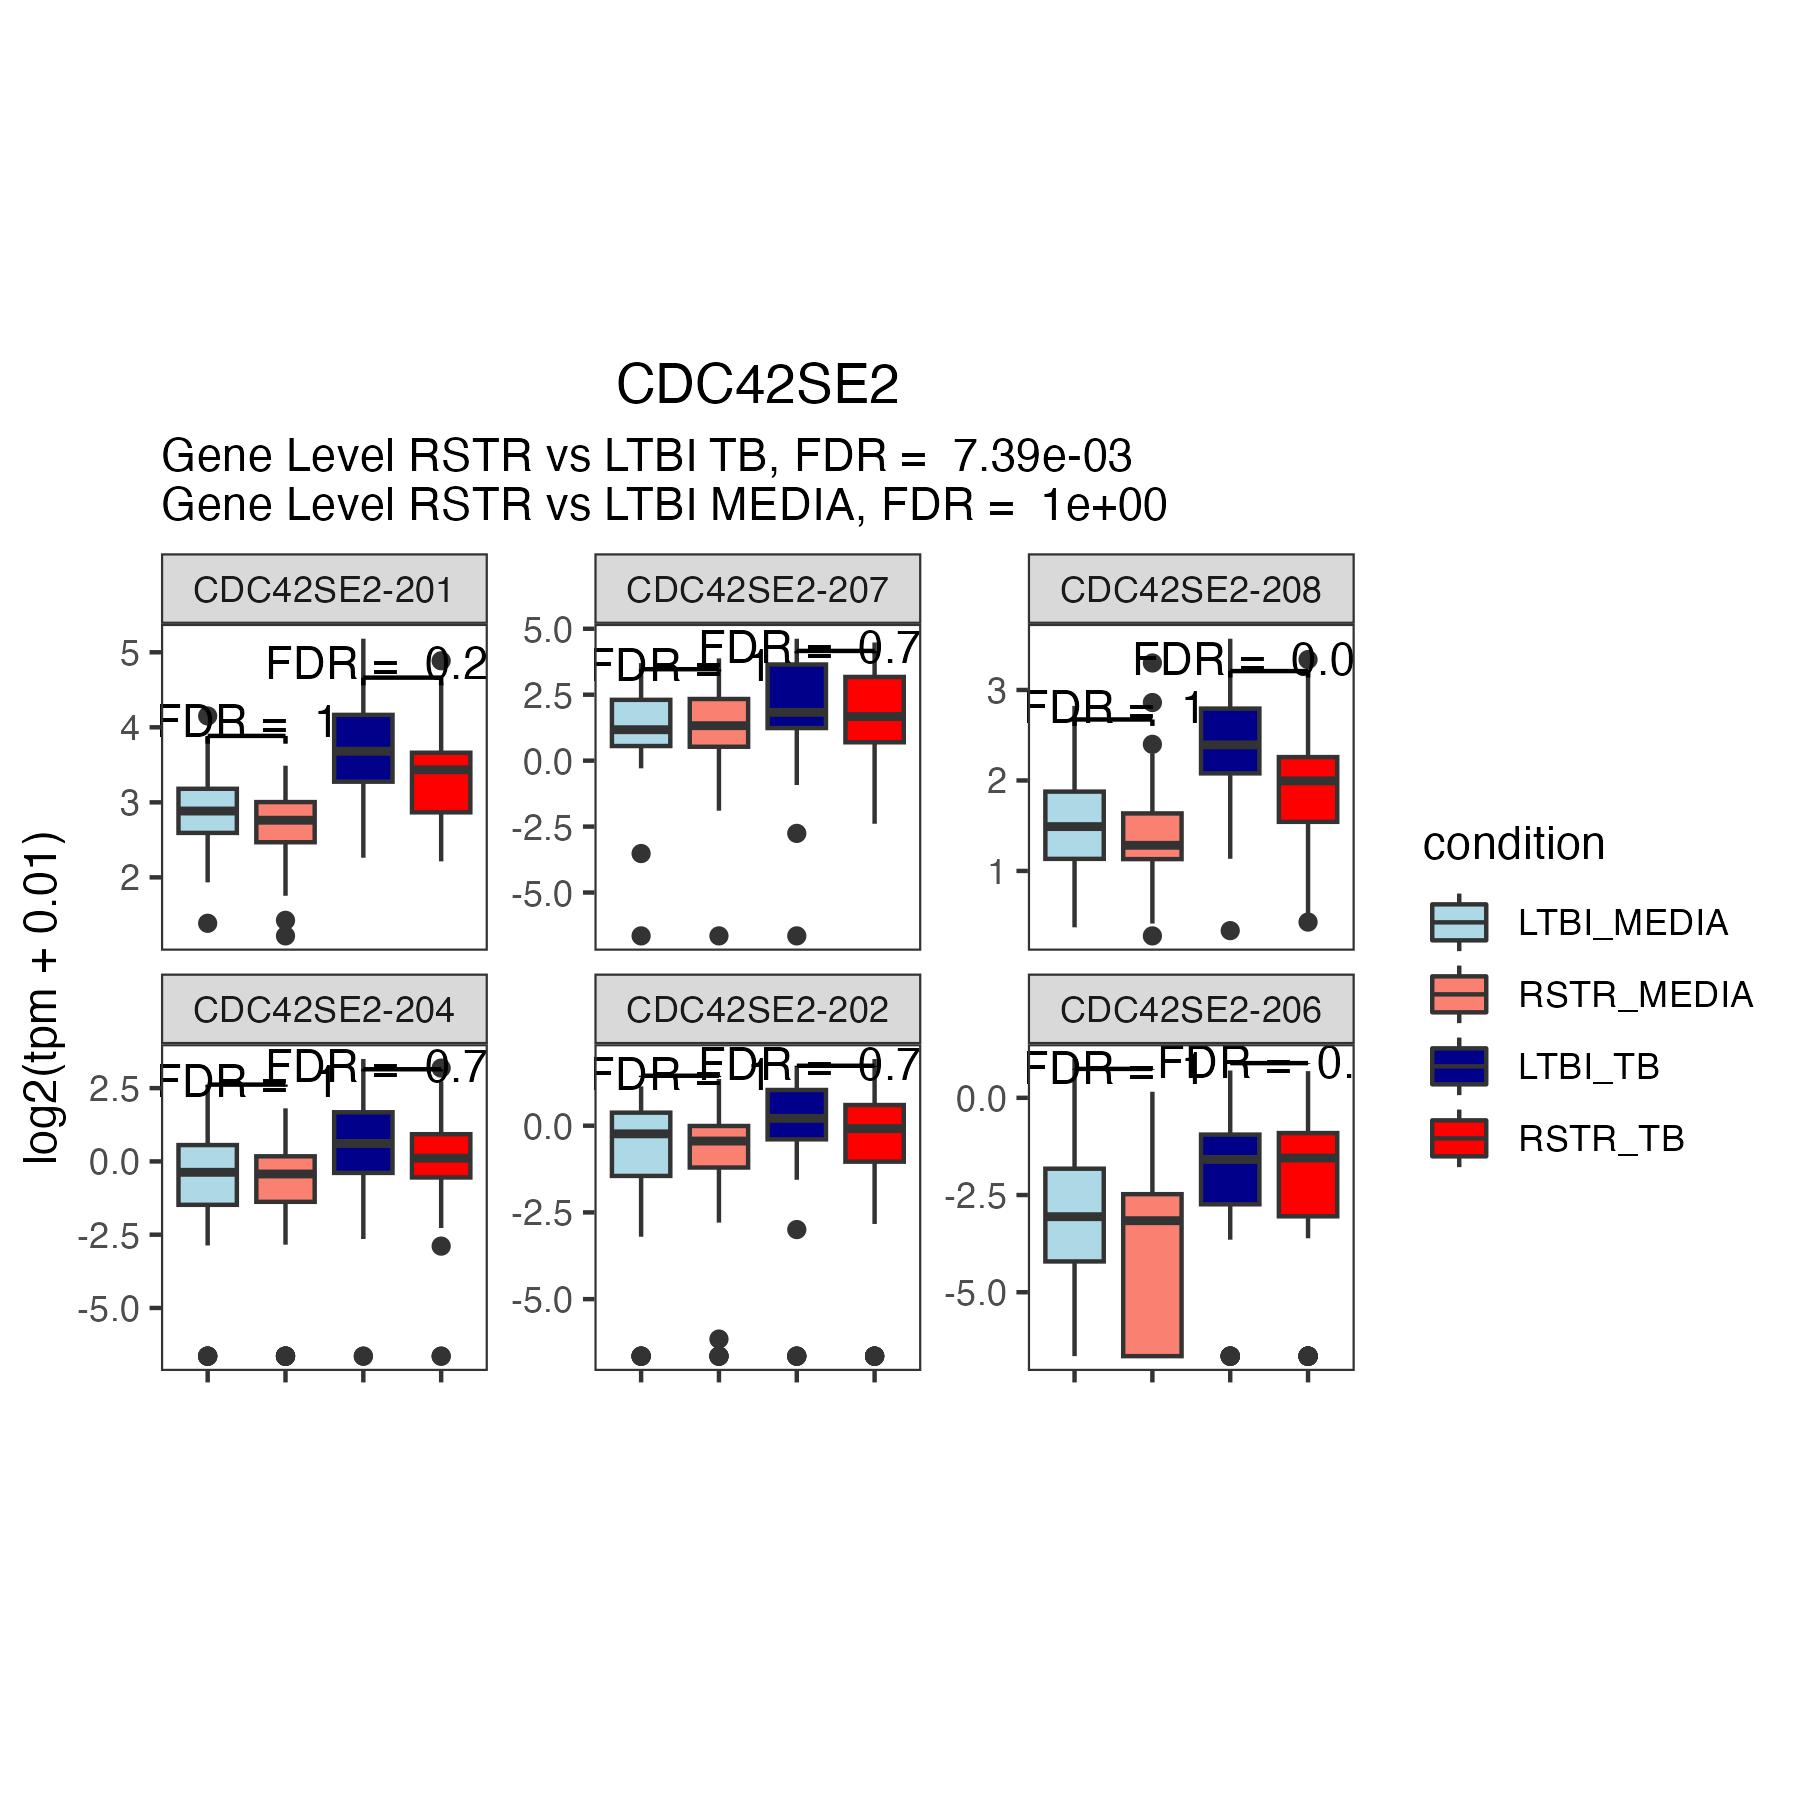 CDC42SE2
Gene Level RSTR vs LTBI TB, FDR = 7.39e-03
Gene Level RSTR vs LTBI MEDIA, FDR = 1e+00
CDC42SE2-201
CDC42SE2-207
CDC42SE2-208
5
4
3
2
FDR = 0.2
FDR = 1
5.0
2.5
0.0
-2.5
-5.0
FDR = 0.7
FDR = 1
3
2
1
FDR = 0.0
FDR = 1
CDC42SE2-204
CDC42SE2-202
CDC42SE2-206
2.5
0.0
-2.5
-5.0
FDR = 1
FDR = 0.7
0.0
-2.5
-5.0
FDR = 1
FDR = 0.7
0.0
-2.5
-5.0
FDR = 1
FDR = 0.
log2(tpm + 0.01)
condition
LTBI_MEDIA
RSTR_MEDIA
LTBI_TB
RSTR_TB